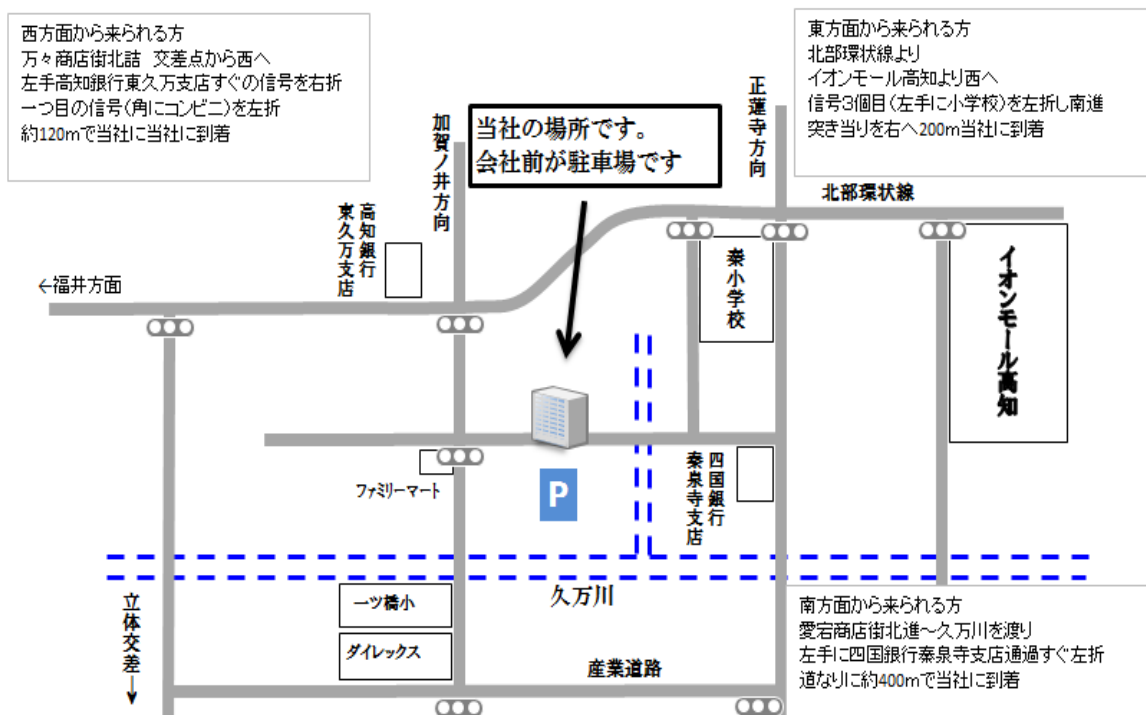 西方面から来られる方
万々商店街北詰　交差点から西へ
左手高知銀行東久万支店すぐの信号を右折
一つ目の信号(角にコンビニ)を左折
約120mで当社に当社に到着
東方面から来られる方
北部環状線より
イオンモール高知より西へ
信号3個目(左手に小学校)を左折し南進
突き当りを右へ200m当社に到着
当社の場所です。
会社前が駐車場です
加賀ノ井方向
正蓮寺方向
北部環状線
高知銀行
東久万支店
←福井方面
秦小学校
イオンモール高知
ファミリーマート
P
四国銀行
秦泉寺支店
久万川
立体交差→
一ツ橋小
ダイレックス
産業道路
南方面から来られる方
愛宕商店街北進～久万川を渡り
左手に四国銀行秦泉寺支店通過すぐ左折
道なりに約400mで当社に到着